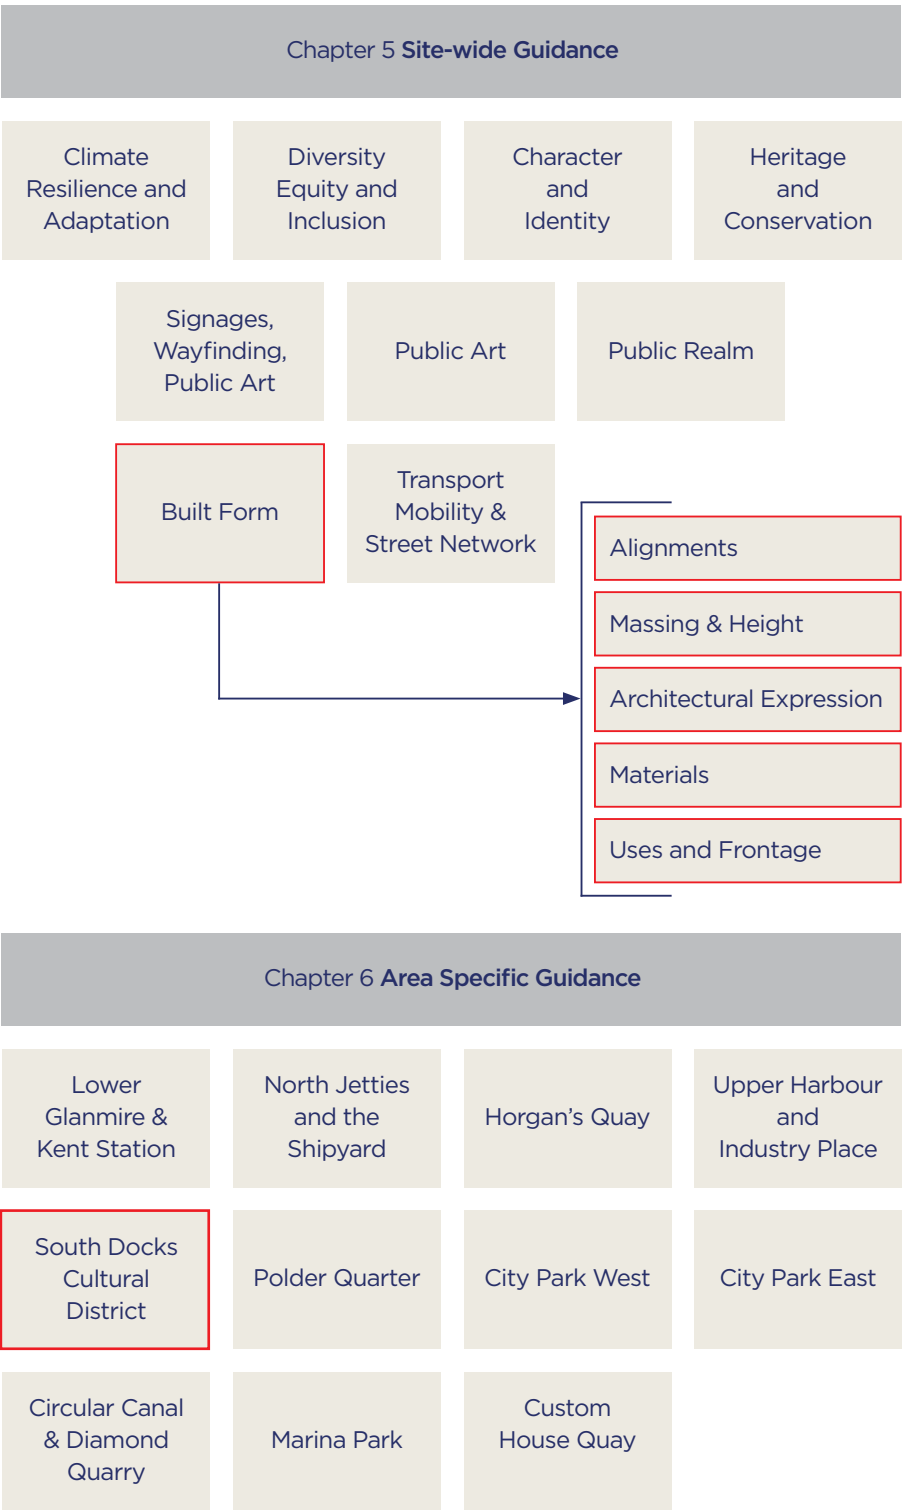 Chapter 5 Site-wide Guidance
Climate
Resilience and
Adaptation
Diversity
Equity and
Inclusion
Character
and
Identity
Heritage
and
Conservation
Signages,
Wayfinding,
Public Art
Public Art
Public Realm
Built Form
Transport
Mobility &
Street Network
Alignments
Massing & Height
Architectural Expression
Materials
Uses and Frontage
Chapter 6 Area Specific Guidance
Lower
Glanmire &
Kent Station
North Jetties
and the
Shipyard
Horgan’s Quay
Upper Harbour
and
Industry Place
South Docks
Cultural
District
Polder Quarter
City Park West
City Park East
Circular Canal
& Diamond
Quarry
Marina Park
Custom
House Quay